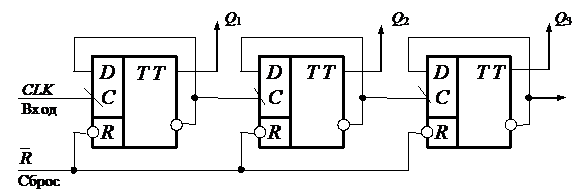 Q1 Q2 Q3
D TT D TT D TT
CLK C C C
Вход
R R R
R̅
Сброс